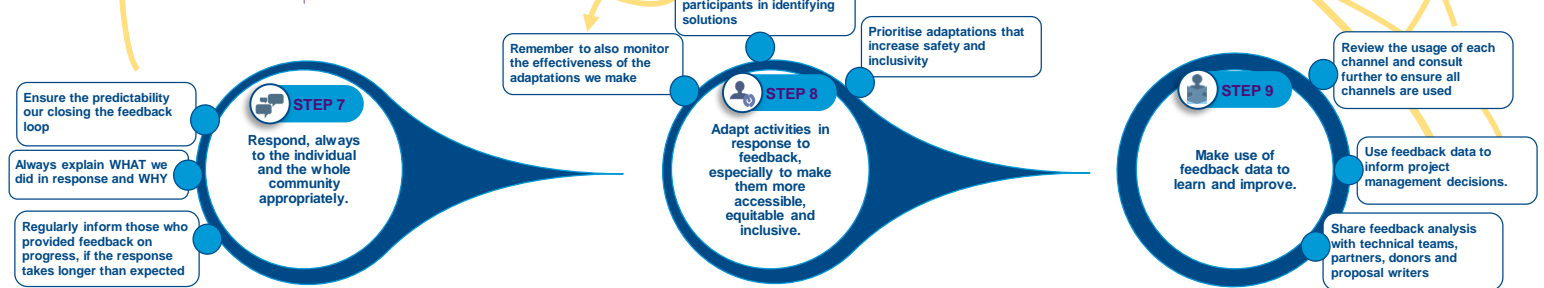 Ensure the predictability
our closing the feedback
loop
Always explain WHAT we
did in response and WHY
Regularly inform those who
provided feedback on
progress, if the response
takes longer than expected
STEP 7
Respond, always
to the individual
and the whole
community
appropriately.
Remember to also monitor
the effectiveness of the
adaptations we make
participants in identifying
solutions
Prioritise adaptations that
increase safety and
inclusivity
STEP 8
Adapt activities in
response to
feedback,
especially to make
them more
accessible,
equitable and
inclusive.
STEP 9
Make use of
feedback data to
learn and improve.
Review the usage of each
channel and consult
further to ensure all
channels are used
Use feedback data to
inform project
management decisions.
Share feedback analysis
with technical teams,
partners, donors and
proposal writers